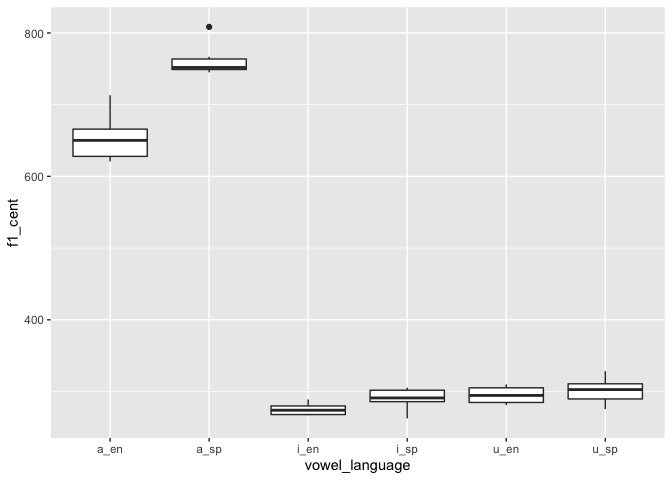 800
600
400
f1_cent
a_en a_sp i_en i_sp u_en u_sp
vowel_language